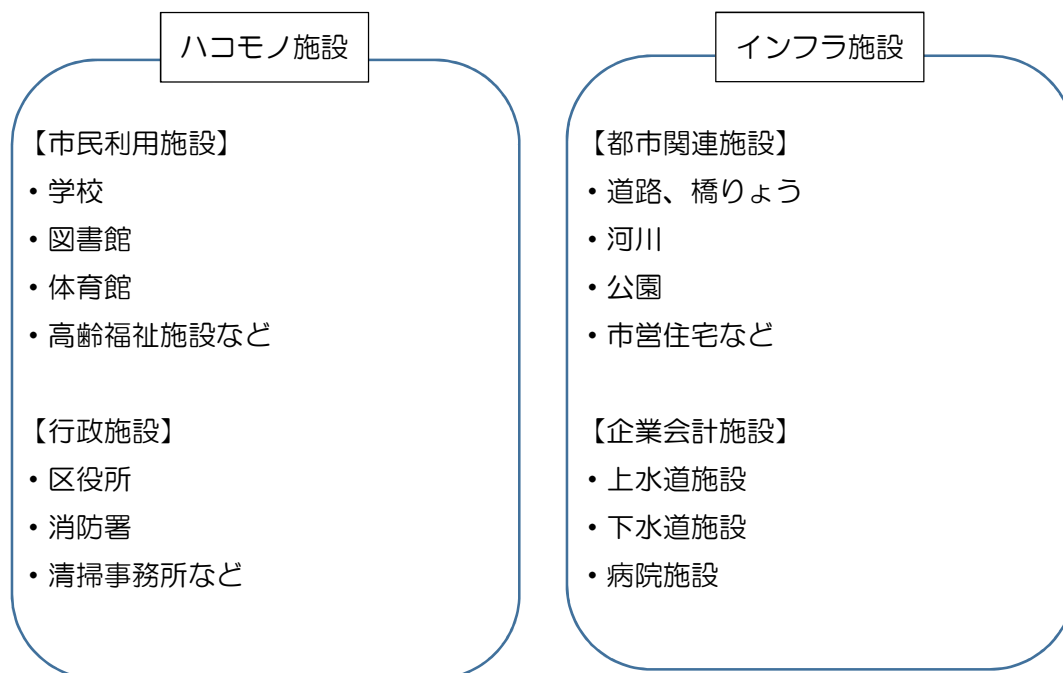 ハコモノ施設
【市民利用施設】
・学校
・図書館
・体育館
・高齢福祉施設など
【行政施設】
・区役所
・消防署
・清掃事務所など
インフラ施設
【都市関連施設】
・道路、橋りょう
・河川
・公園
・市営住宅など
【企業会計施設】
・上水道施設
・下水道施設
・病院施設